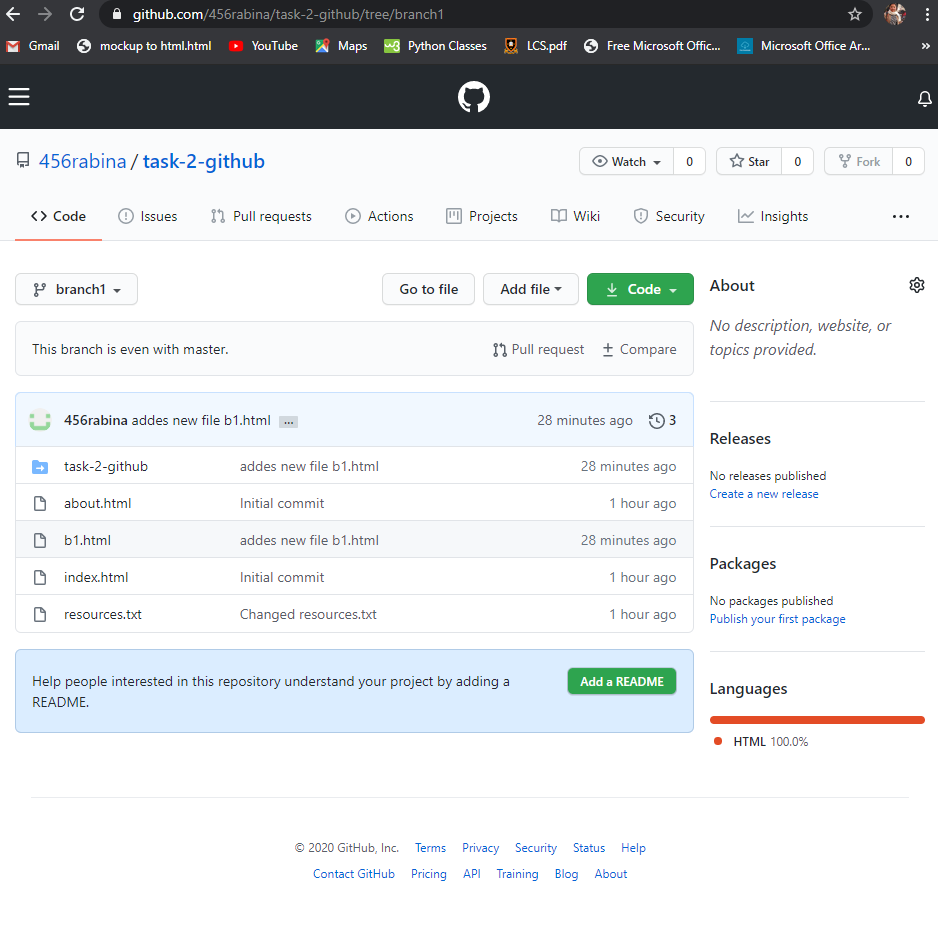 github.com/456rabina/task-2-github/tree/branch1
Gmail mockup to html.html YouTube Maps Python Classes LCS.pdf Free Microsoft Offic... Microsoft Office Ar... »
456rabina / task-2-github Watch 0 Star 0 Fork 0
Code Issues Pull requests Actions Projects Wiki Security Insights ...
branch1 Go to file Add file Code
This branch is even with master. Pull request Compare
456rabina addes new file b1.html ... 28 minutes ago 3
task-2-github addes new file b1.html 28 minutes ago
about.html Initial commit 1 hour ago
b1.html addes new file b1.html 28 minutes ago
index.html Initial commit 1 hour ago
resources.txt Changed resources.txt 1 hour ago
Help people interested in this repository understand your project by adding a
README.
Add a README
About
No description, website, or
topics provided.
Releases
No releases published
Create a new release
Packages
No packages published
Publish your first package
Languages
HTML 100.0%
© 2020 GitHub, Inc. Terms Privacy Security Status Help
Contact GitHub Pricing API Training Blog About